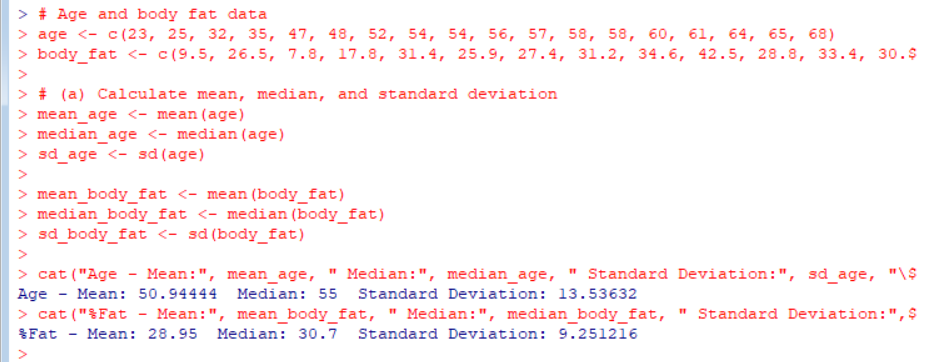 > # Age and body fat data
> age <- c(23, 25, 32, 35, 47, 48, 52, 54, 54, 56, 57, 58, 58, 60, 61, 64, 65, 68)
> body_fat <- c(9.5, 26.5, 7.8, 17.8, 31.4, 25.9, 27.4, 31.2, 34.6, 42.5, 28.8, 33.4, 30.$
>
> # (a) Calculate mean, median, and standard deviation
> mean_age <- mean(age)
> median_age <- median(age)
> sd_age <- sd(age)
>
> mean_body_fat <- mean(body_fat)
> median_body_fat <- median(body_fat)
> sd_body_fat <- sd(body_fat)
>
> cat("Age - Mean:", mean_age, " Median:", median_age, " Standard Deviation:", sd_age, "\$
Age - Mean: 50.94444  Median: 55  Standard Deviation: 13.53632
> cat("%Fat - Mean:", mean_body_fat, " Median:", median_body_fat, " Standard Deviation:",$
%Fat - Mean: 28.95  Median: 30.7  Standard Deviation: 9.251216
>